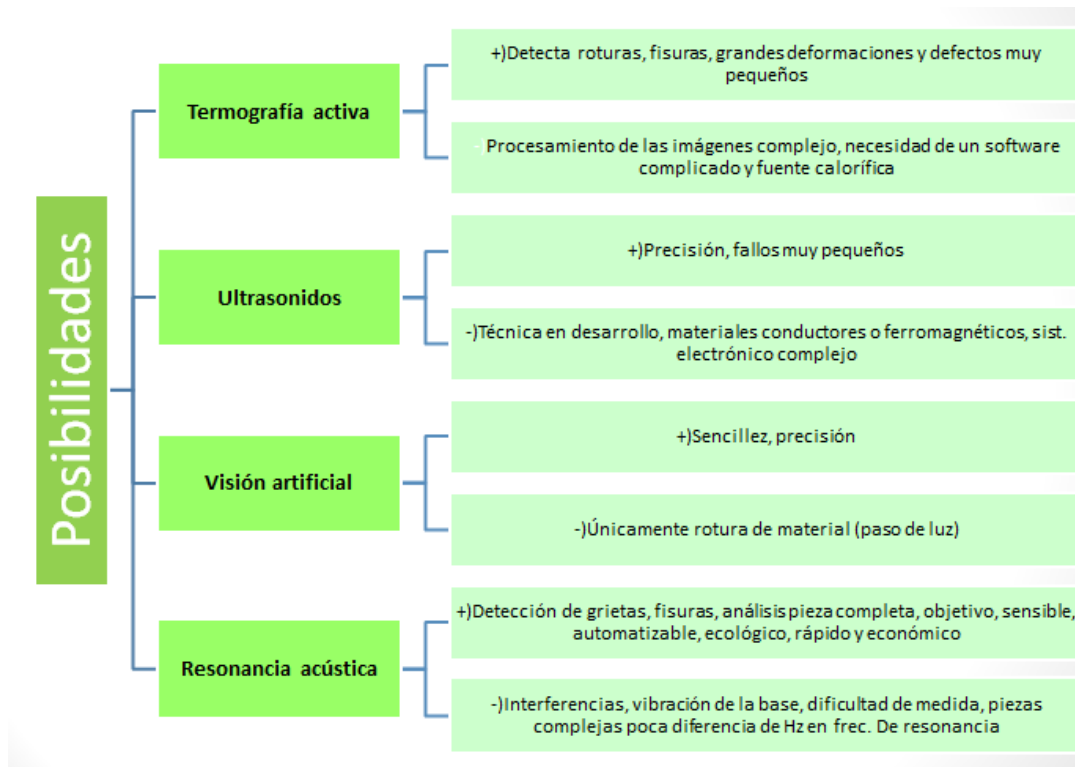 Posibilidades
Termografía activa
+)Detecta roturas, fisuras, grandes deformaciones y defectos muy
pequeños
-)Procesamiento de las imágenes complejo, necesidad de un software
complicado y fuente calorífica
Ultrasonidos
+)Precisión, fallos muy pequeños
-)Técnica en desarrollo, materiales conductores o ferromagnéticos, sist.
electrónico complejo
Visión artificial
+)Sencillez, precisión
-)Únicamente rotura de material (paso de luz)
Resonancia acústica
+)Detección de grietas, fisuras, análisis pieza completa, objetivo, sensible,
automatizable, ecológico, rápido y económico
-)Interferencias, vibración de la base, dificultad de medida, piezas
complejas poca diferencia de Hz en frec. De resonancia